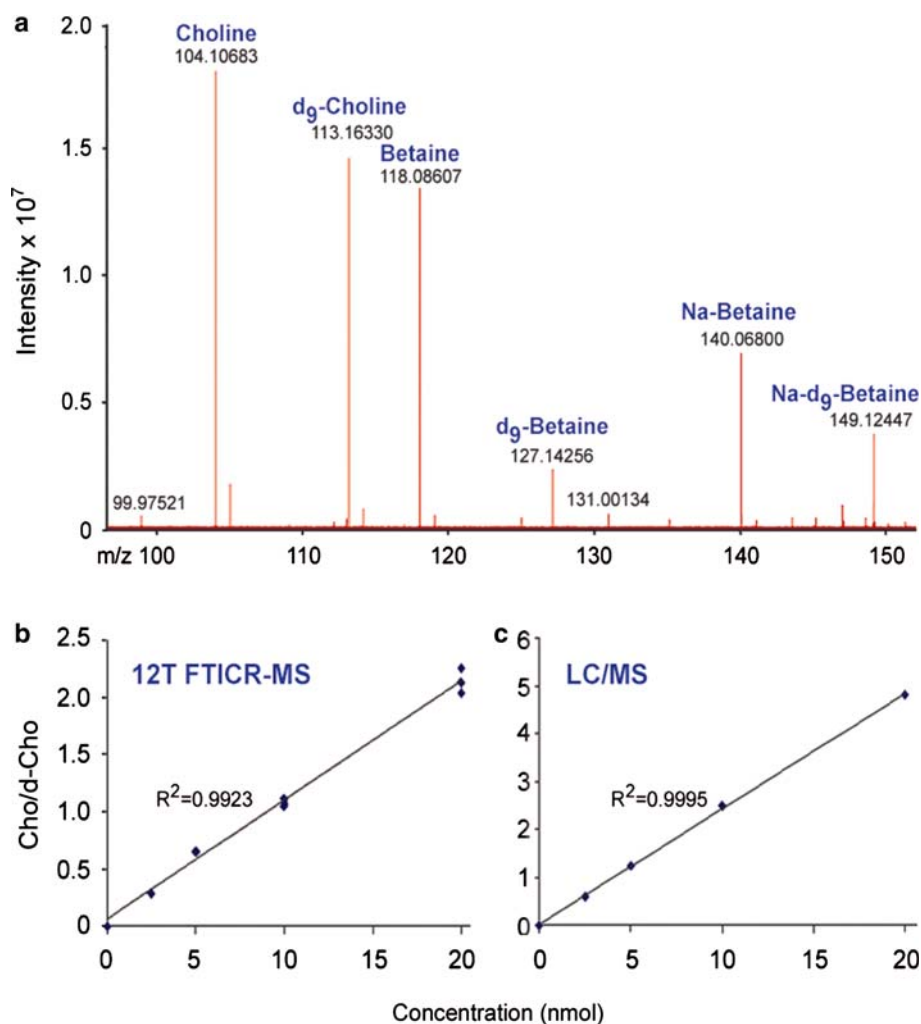 a
2.0
Choline
104.10683
d9-Choline
113.16330
Betaine
118.08607
1.5
Intensity x 10^7
1.0
Na-Betaine
140.06800
0.5
Na-d9-Betaine
149.12447
d9-Betaine
127.14256
99.97521
131.00134
0
m/z 100 110 120 130 140 150
b
2.5
12T FTICR-MS
2.0
1.5
R^2=0.9923
1.0
0.5
0
Cho/d-Cho
0 5 10 15 20
c
6
LC/MS
5
4
3
R^2=0.9995
2
1
0
0 5 10 15 20
Concentration (nmol)